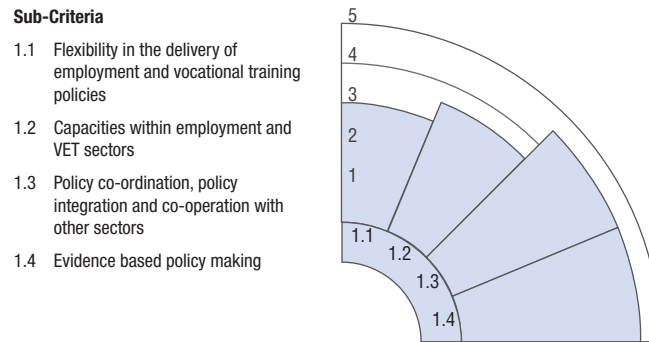 Sub-Criteria
1.1 Flexibility in the delivery of
employment and vocational training
policies
1.2 Capacities within employment and
VET sectors
1.3 Policy co-ordination, policy
integration and co-operation with
other sectors
1.4 Evidence based policy making
5
4
3
2
1
1.1
1.2
1.3
1.4